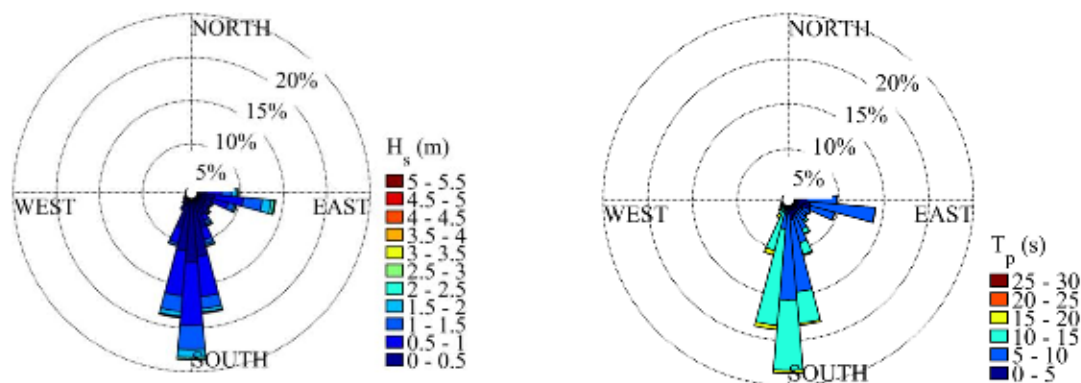 NORTH
20%
15%
10%
5%
WEST
EAST
SOUTH
H_s (m)
5 - 5.5
4.5 - 5
4 - 4.5
3.5 - 4
3 - 3.5
2.5 - 3
2 - 2.5
1.5 - 2
1 - 1.5
0.5 - 1
0 - 0.5
NORTH
20%
15%
10%
5%
WEST
EAST
SOUTH
T_p (s)
25 - 30
20 - 25
15 - 20
10 - 15
5 - 10
0 - 5